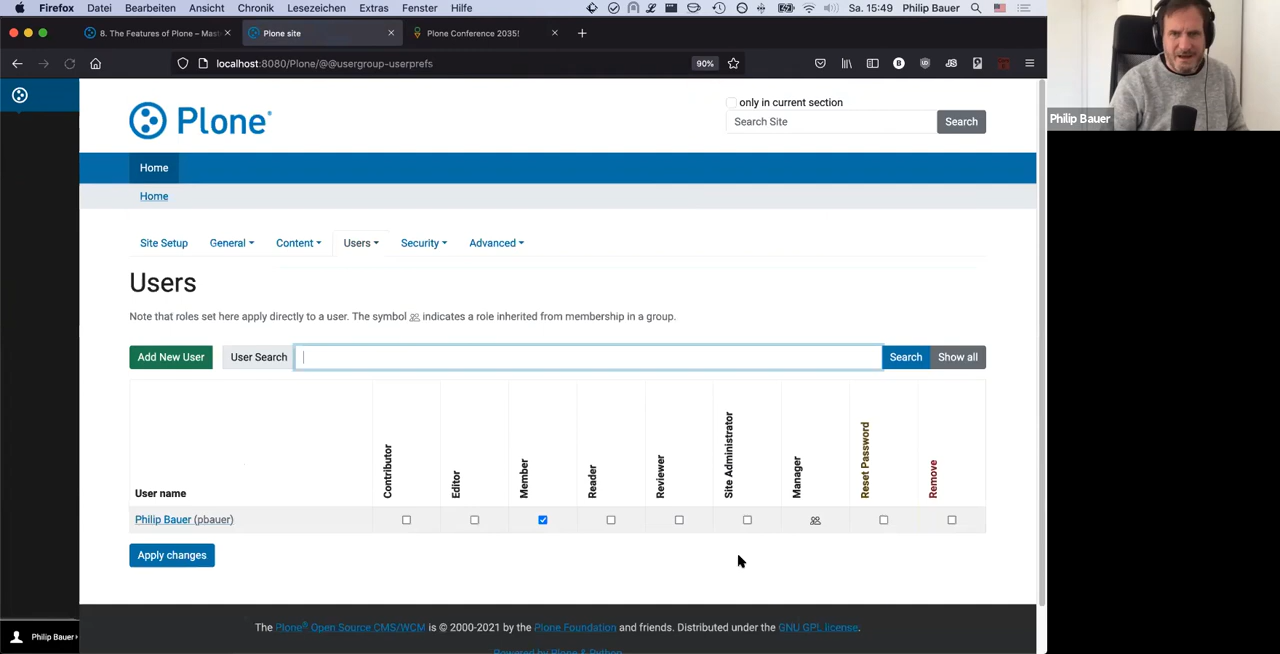 Firefox Datei Bearbeiten Ansicht Chronik Lesezeichen Extras Fenster Hilfe Sa. 15:49 Philip Bauer
8. The Features of Plone – Mast
Plone site
Plone Conference 2035!
localhost:8080/Plone/@@usergroup-userprefs
90%
Philip Bauer
only in current section
Plone®
Search Site
Search
Home
Home
Site Setup General Content Users Security Advanced
Users
Note that roles set here apply directly to a user. The symbol indicates a role inherited from membership in a group.
Add New User User Search Search Show all
User name Contributor Editor Member Reader Reviewer Site Administrator Manager Reset Password Remove
Philip Bauer (pbauer)
Apply changes
The Plone® Open Source CMS/WCM is © 2000-2021 by the Plone Foundation and friends. Distributed under the GNU GPL license.
Powered by Plone & Python
Philip Bauer